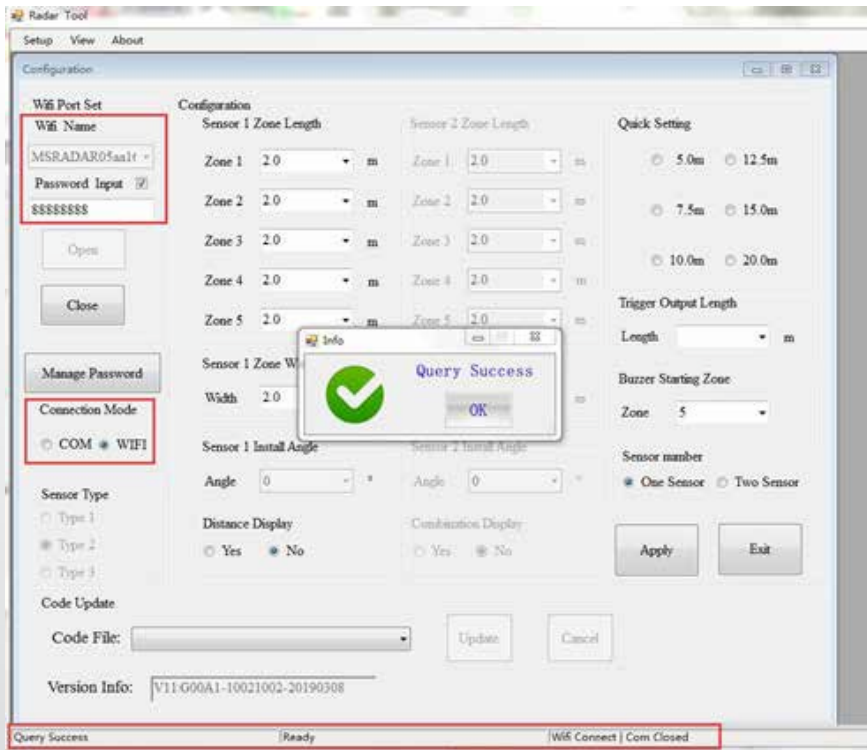 Radar Tool
Setup View About
Configuration
Wifi Port Set
Wifi Name
MSRADAR05aa1
Password Input
88888888
Open
Close
Manage Password
Connection Mode
COM WIFI
Sensor Type
Type 1
Type 2
Type 3
Configuration
Sensor 1 Zone Length
Zone 1 2.0 m
Zone 2 2.0 m
Zone 3 2.0 m
Zone 4 2.0 m
Zone 5 2.0 m
Sensor 1 Zone
Width 2.0
Sensor 1 Install Angle
Angle 0 °
Distance Display
Yes No
Sensor 2 Zone Length
Zone 1 2.0 m
Zone 2 2.0 m
Zone 3 2.0 m
Zone 4 2.0 m
Zone 5 2.0 m
m
Sensor 2 Install Angle
Angle 0 °
Combination Display
Yes No
Info
Query Success
OK
Quick Setting
5.0m 12.5m
7.5m 15.0m
10.0m 20.0m
Trigger Output Length
Length m
Buzzer Starting Zone
Zone 5
Sensor number
One Sensor Two Sensor
Apply Exit
Code Update
Code File:
Update Cancel
Version Info: V11:G00A1-10021002-20190308
Query Success Ready Wifi Connect | Com Closed